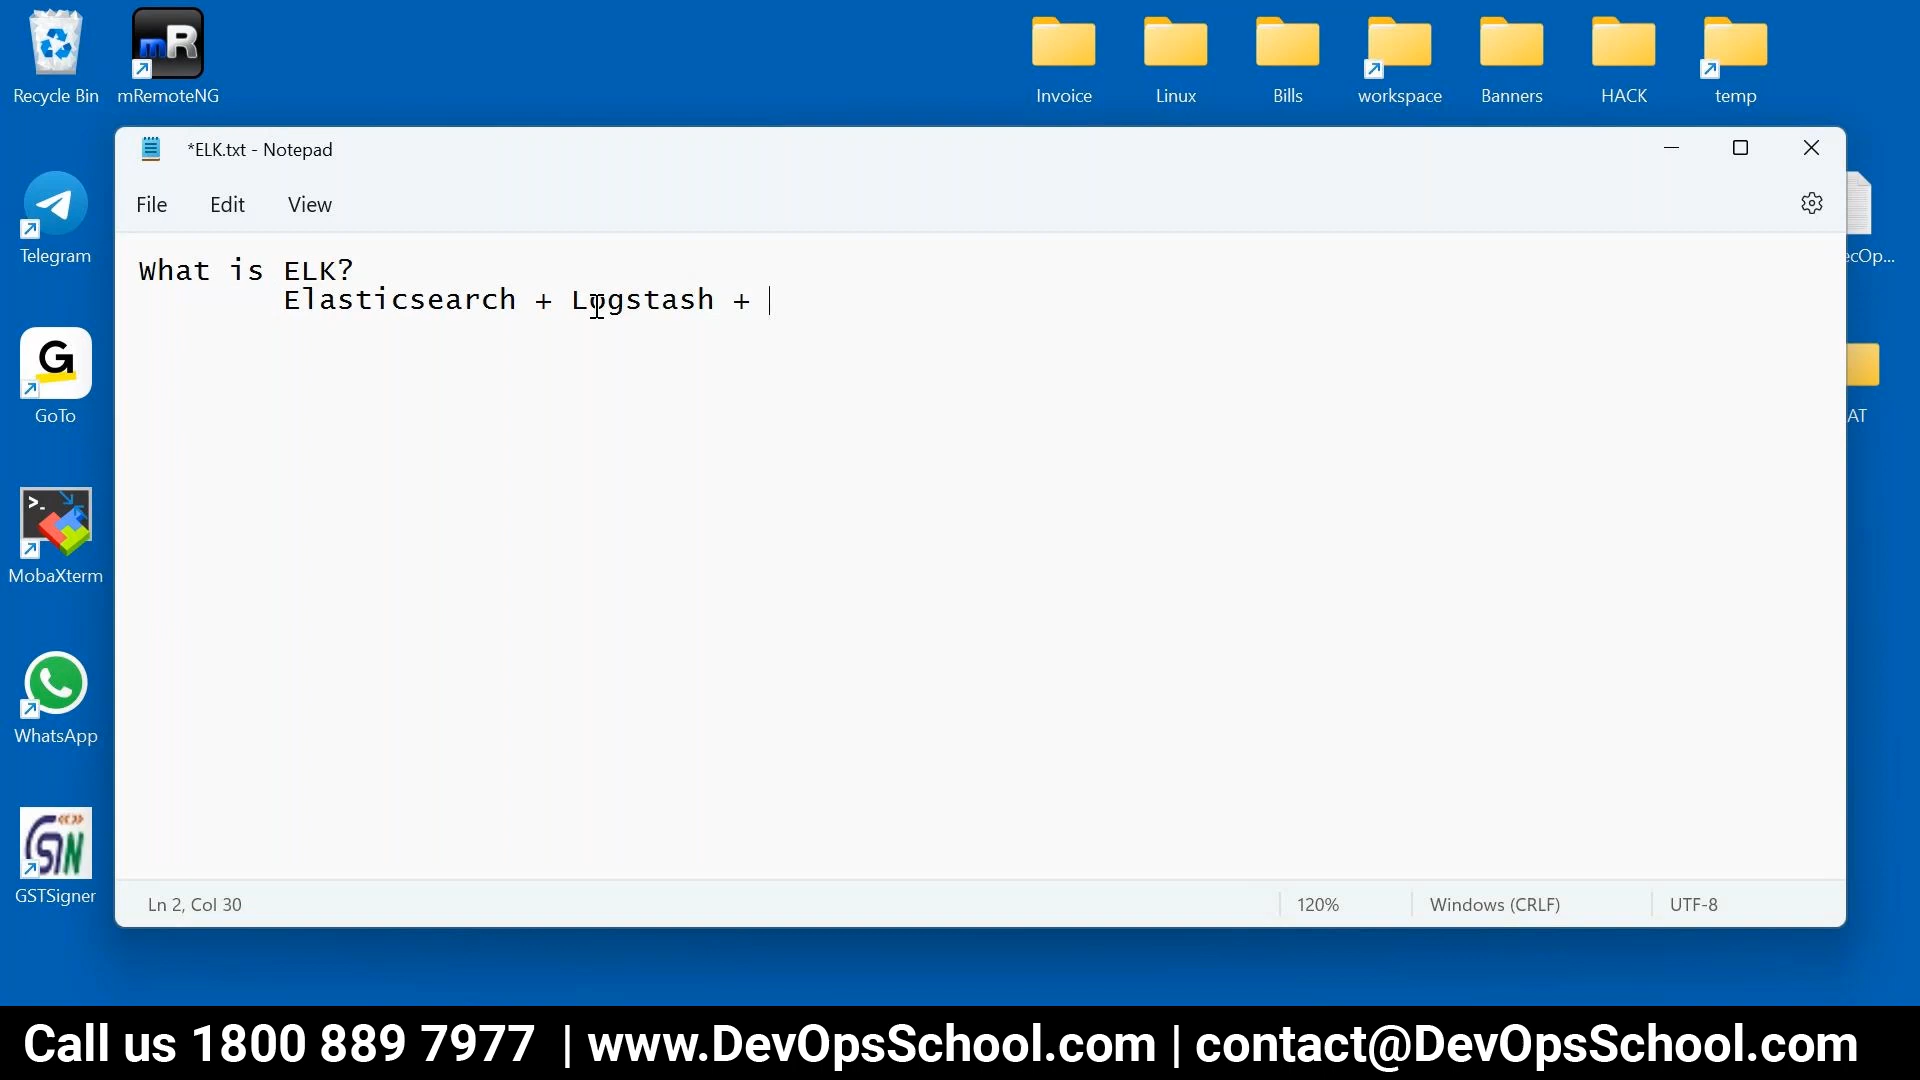 Recycle Bin
mRemoteNG
Invoice
Linux
Bills
workspace
Banners
HACK
temp
*ELK.txt - Notepad
File Edit View
What is ELK?
Elasticsearch + Logstash +
Telegram
GoTo
MobaXterm
WhatsApp
GSTSigner
ecOp...
AT
Ln 2, Col 30
120%
Windows (CRLF)
UTF-8
Call us 1800 889 7977 | www.DevOpsSchool.com | contact@DevOpsSchool.com